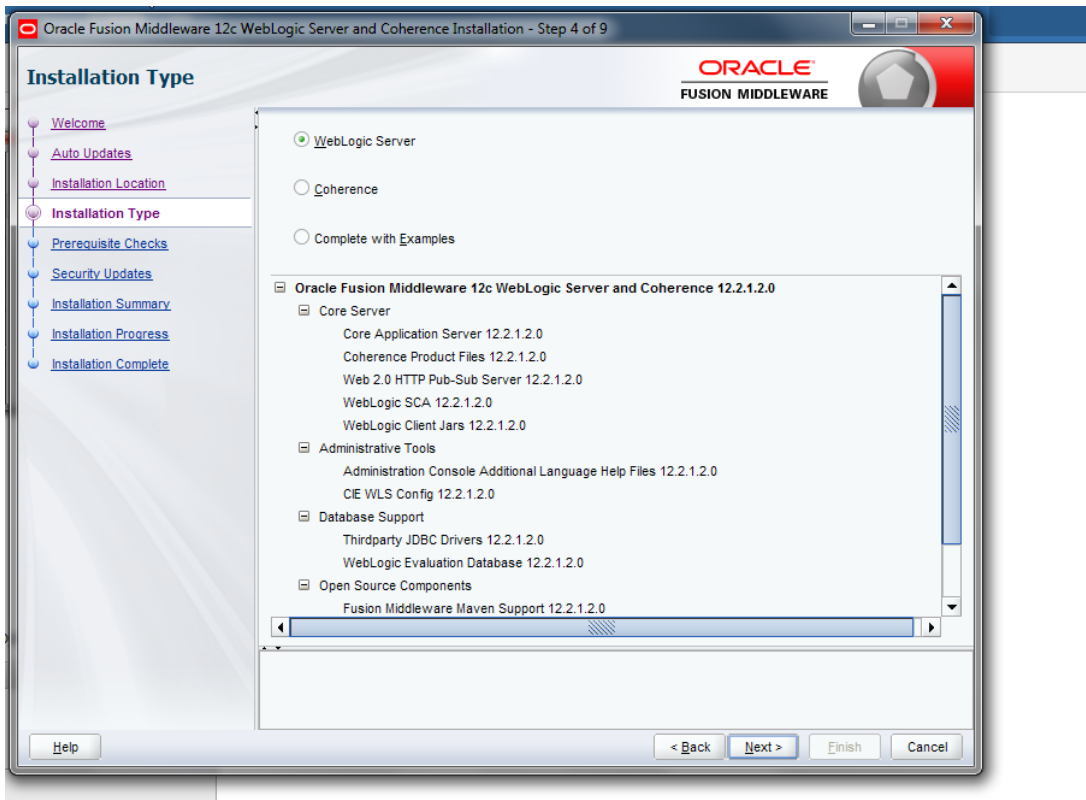 Oracle Fusion Middleware 12c WebLogic Server and Coherence Installation - Step 4 of 9
Installation Type
ORACLE
FUSION MIDDLEWARE
Welcome
Auto Updates
Installation Location
Installation Type
Prerequisite Checks
Security Updates
Installation Summary
Installation Progress
Installation Complete
WebLogic Server
Coherence
Complete with Examples
Oracle Fusion Middleware 12c WebLogic Server and Coherence 12.2.1.2.0
Core Server
Core Application Server 12.2.1.2.0
Coherence Product Files 12.2.1.2.0
Web 2.0 HTTP Pub-Sub Server 12.2.1.2.0
WebLogic SCA 12.2.1.2.0
WebLogic Client Jars 12.2.1.2.0
Administrative Tools
Administration Console Additional Language Help Files 12.2.1.2.0
CIE WLS Config 12.2.1.2.0
Database Support
Thirdparty JDBC Drivers 12.2.1.2.0
WebLogic Evaluation Database 12.2.1.2.0
Open Source Components
Fusion Middleware Maven Support 12.2.1.2.0
Help
< Back
Next >
Finish
Cancel